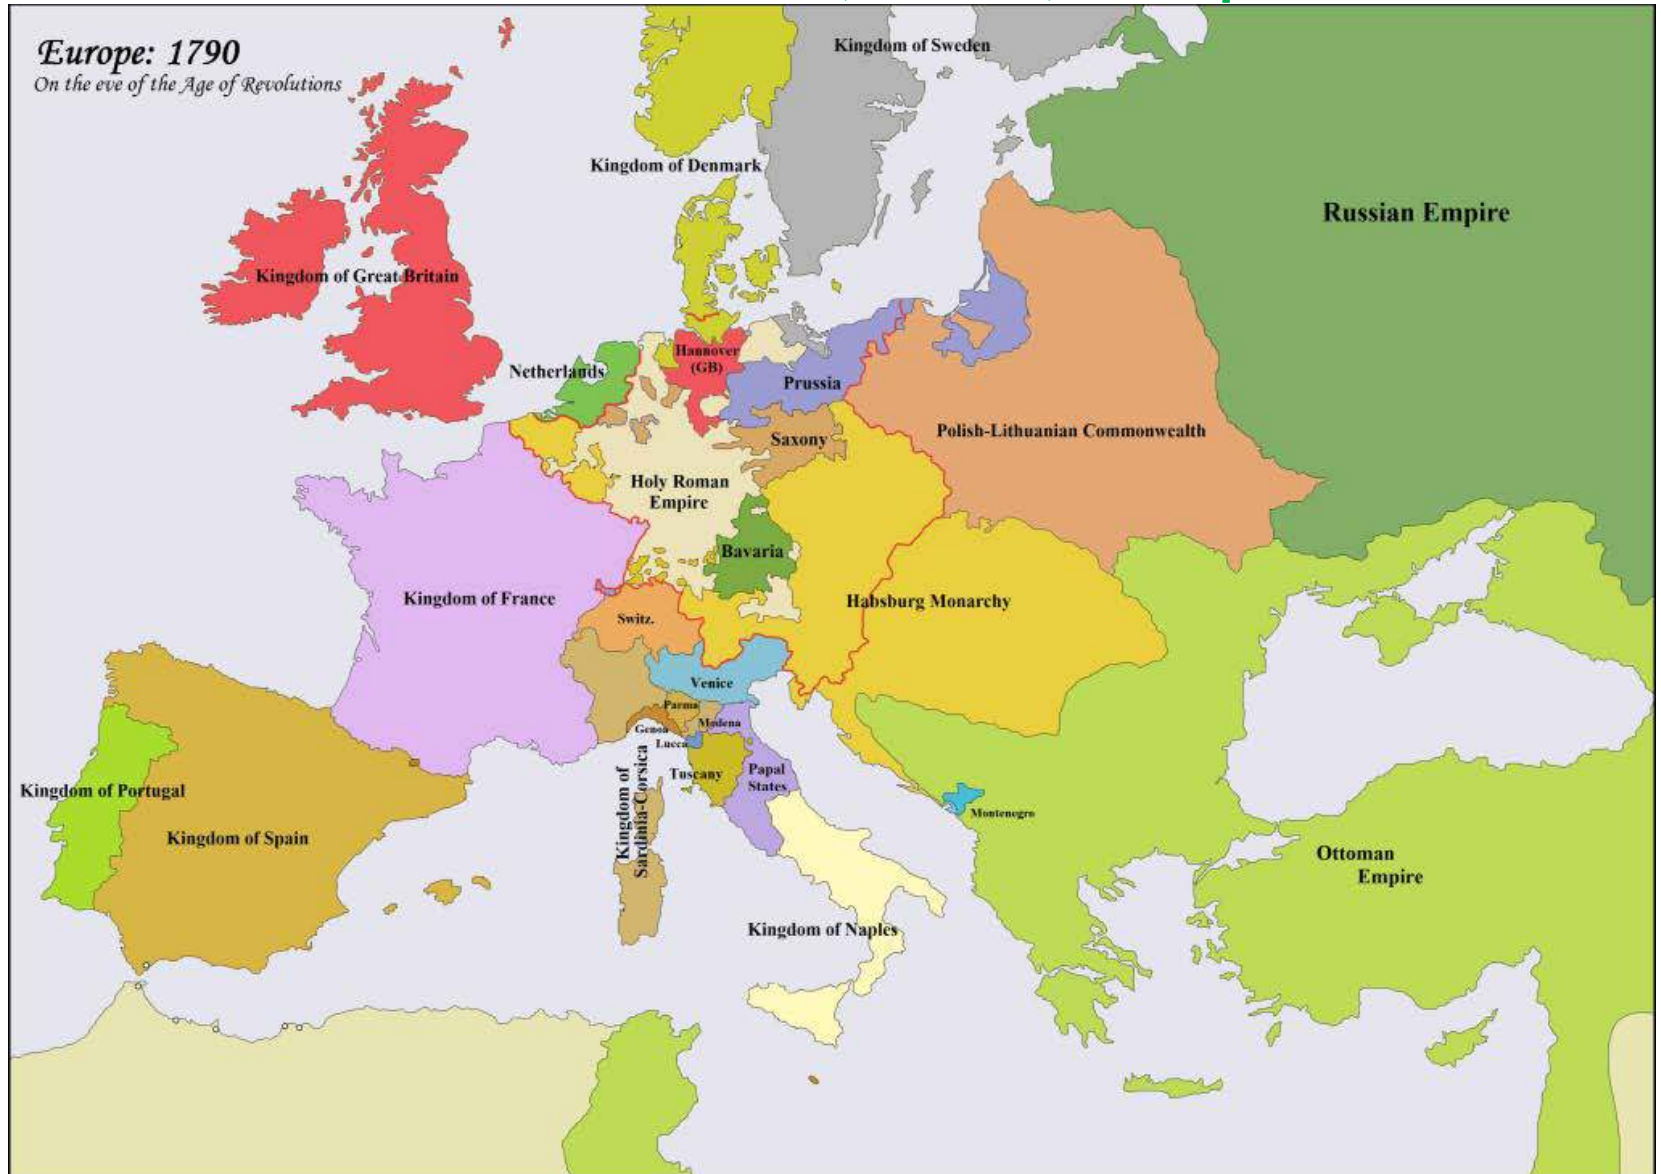 Europe: 1790
On the eve of the Age of Revolutions
Kingdom of Sweden
Kingdom of Denmark
Russian Empire
Kingdom of Great Britain
Hannover
(GB)
Netherlands
Prussia
Polish-Lithuanian Commonwealth
Saxony
Holy Roman
Empire
Bavaria
Kingdom of France
Habsburg Monarchy
Switz.
Venice
Parma
Modena
Genoa
Lucca
Tuscany
Papal
States
Kingdom of
Sardinia-Corsica
Kingdom of Portugal
Kingdom of Spain
Montenegro
Ottoman
Empire
Kingdom of Naples